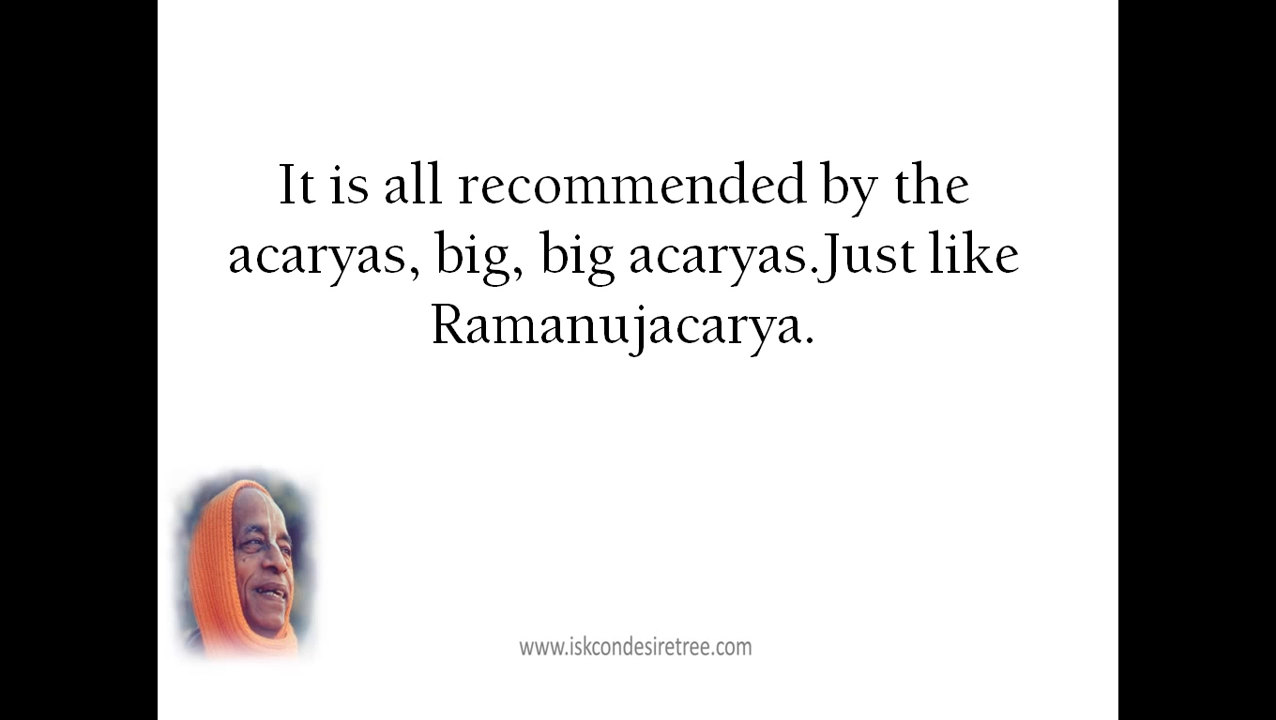 It is all recommended by the
acaryas, big, big acaryas.Just like
Ramanujacarya.
www.iskcondesiretree.com